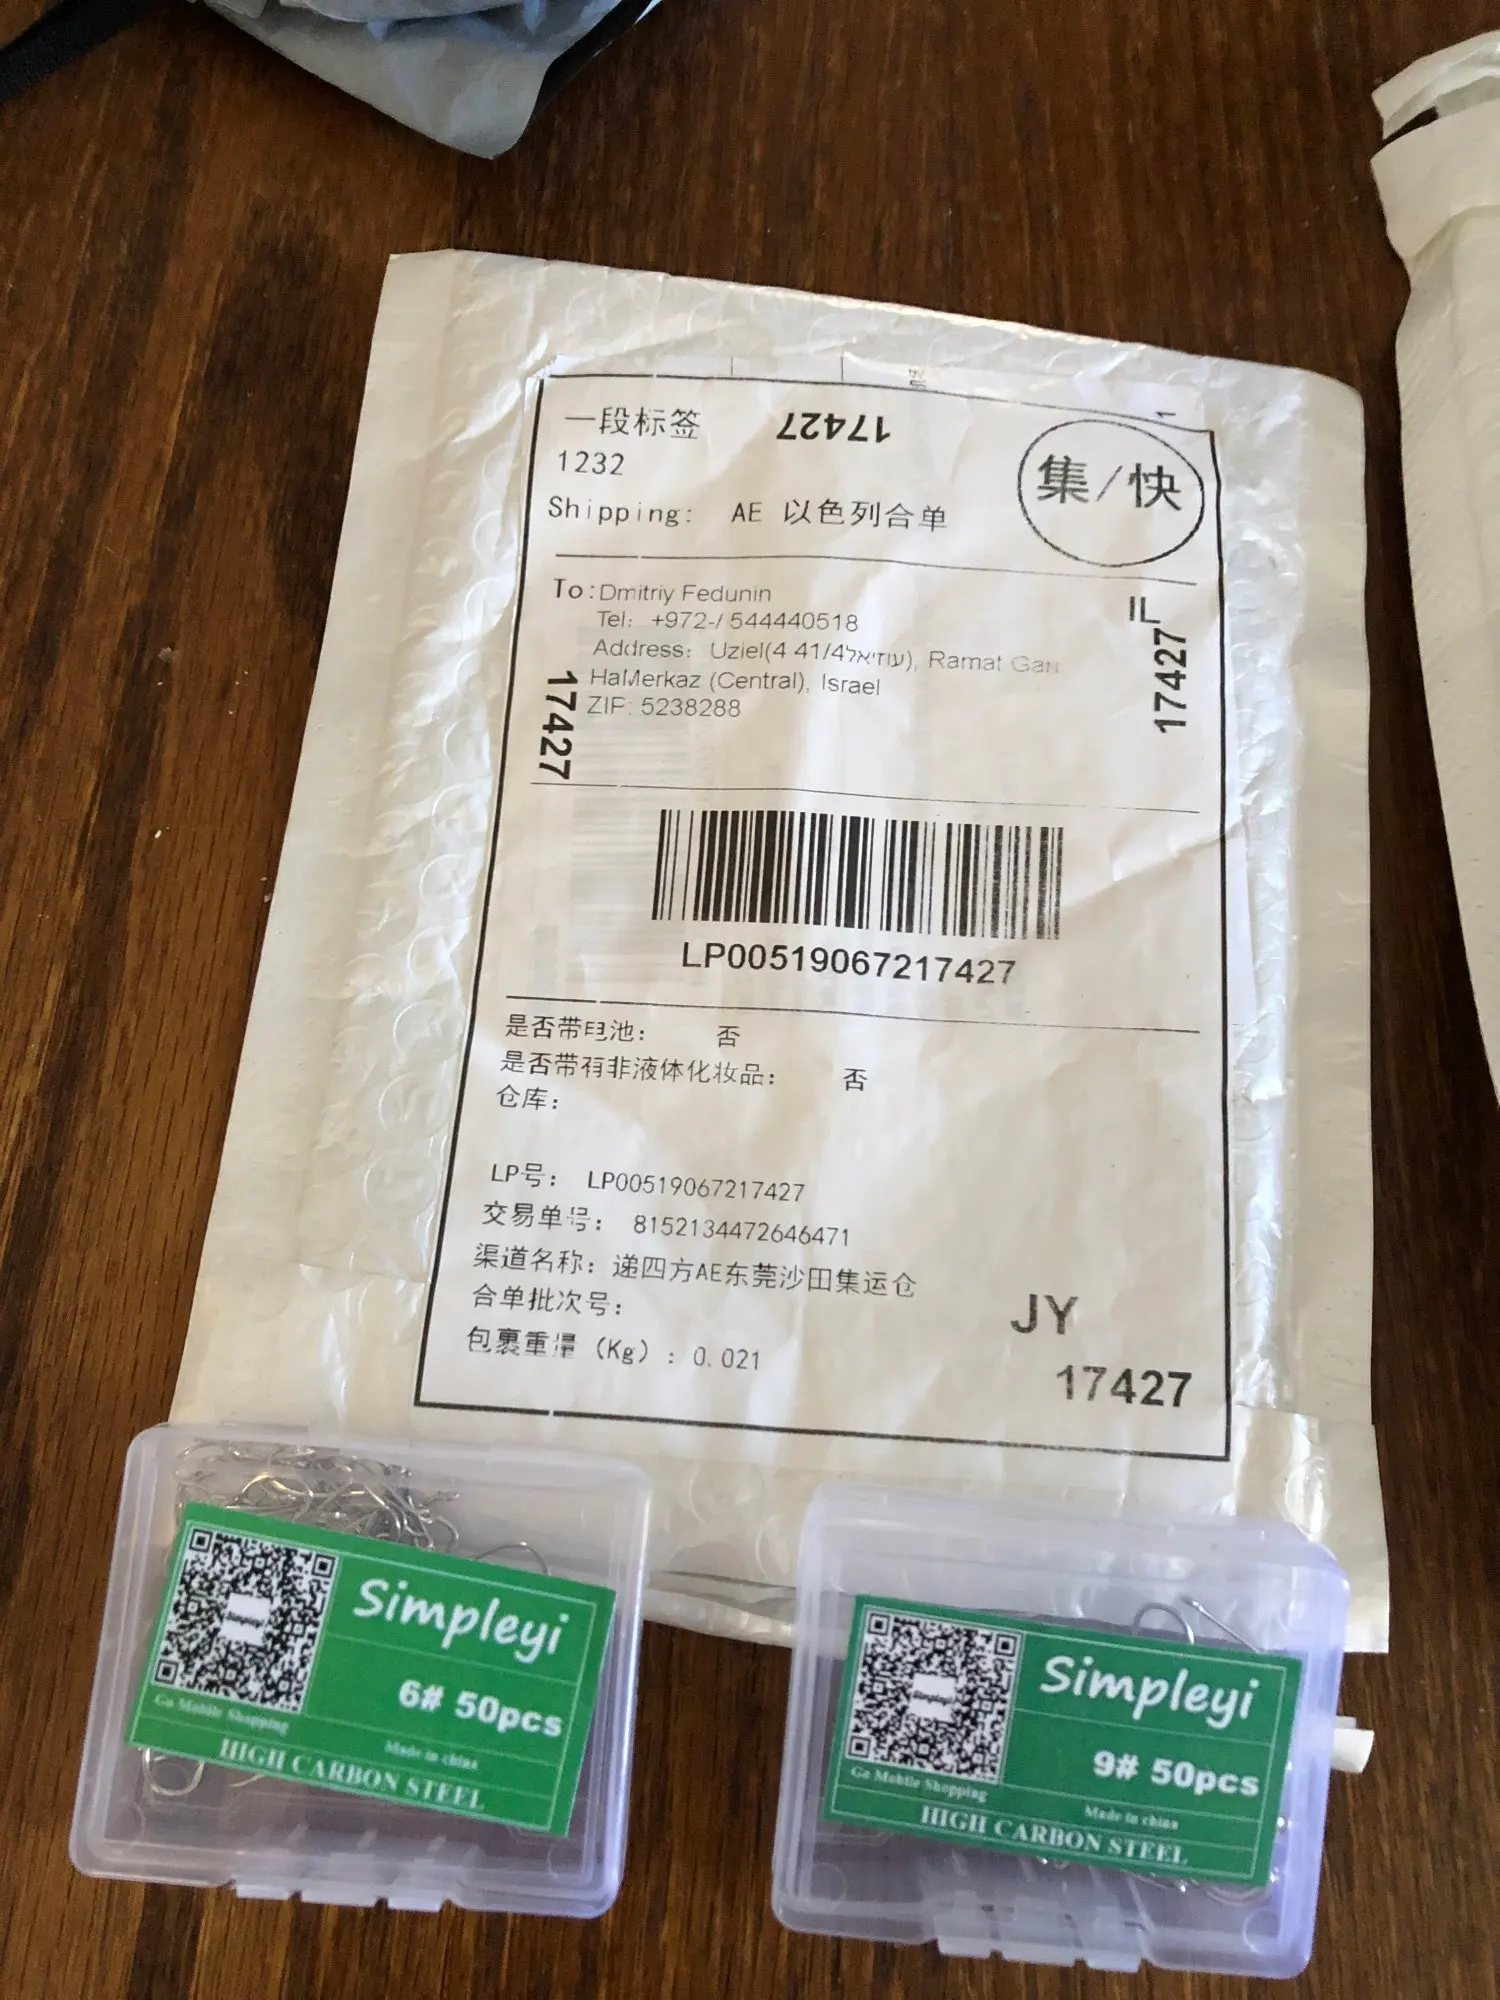 一段标签
17427
1232
Shipping: AE 以色列合单
集/快
To: Dmitriy Fedunin
Tel: +972-/ 544440518
Address: Uziel(4 41/4עוזיאל), Ramat Gan
HaMerkaz (Central), Israel
ZIP: 5238288
17427
17427
LP00519067217427
是否带电池: 否
是否带有非液体化妆品: 否
仓库:
LP号: LP00519067217427
交易单号: 8152134472646471
渠道名称: 递四方AE东莞沙田集运仓
合单批次号:
包裹重量 (Kg) : 0.021
JY
17427
Simpleyi
Simpleyi
6# 50pcs
Go Mobile Shopping
Made in china
HIGH CARBON STEEL
Simpleyi
Simpleyi
9# 50pcs
Go Mobile Shopping
Made in china
HIGH CARBON STEEL